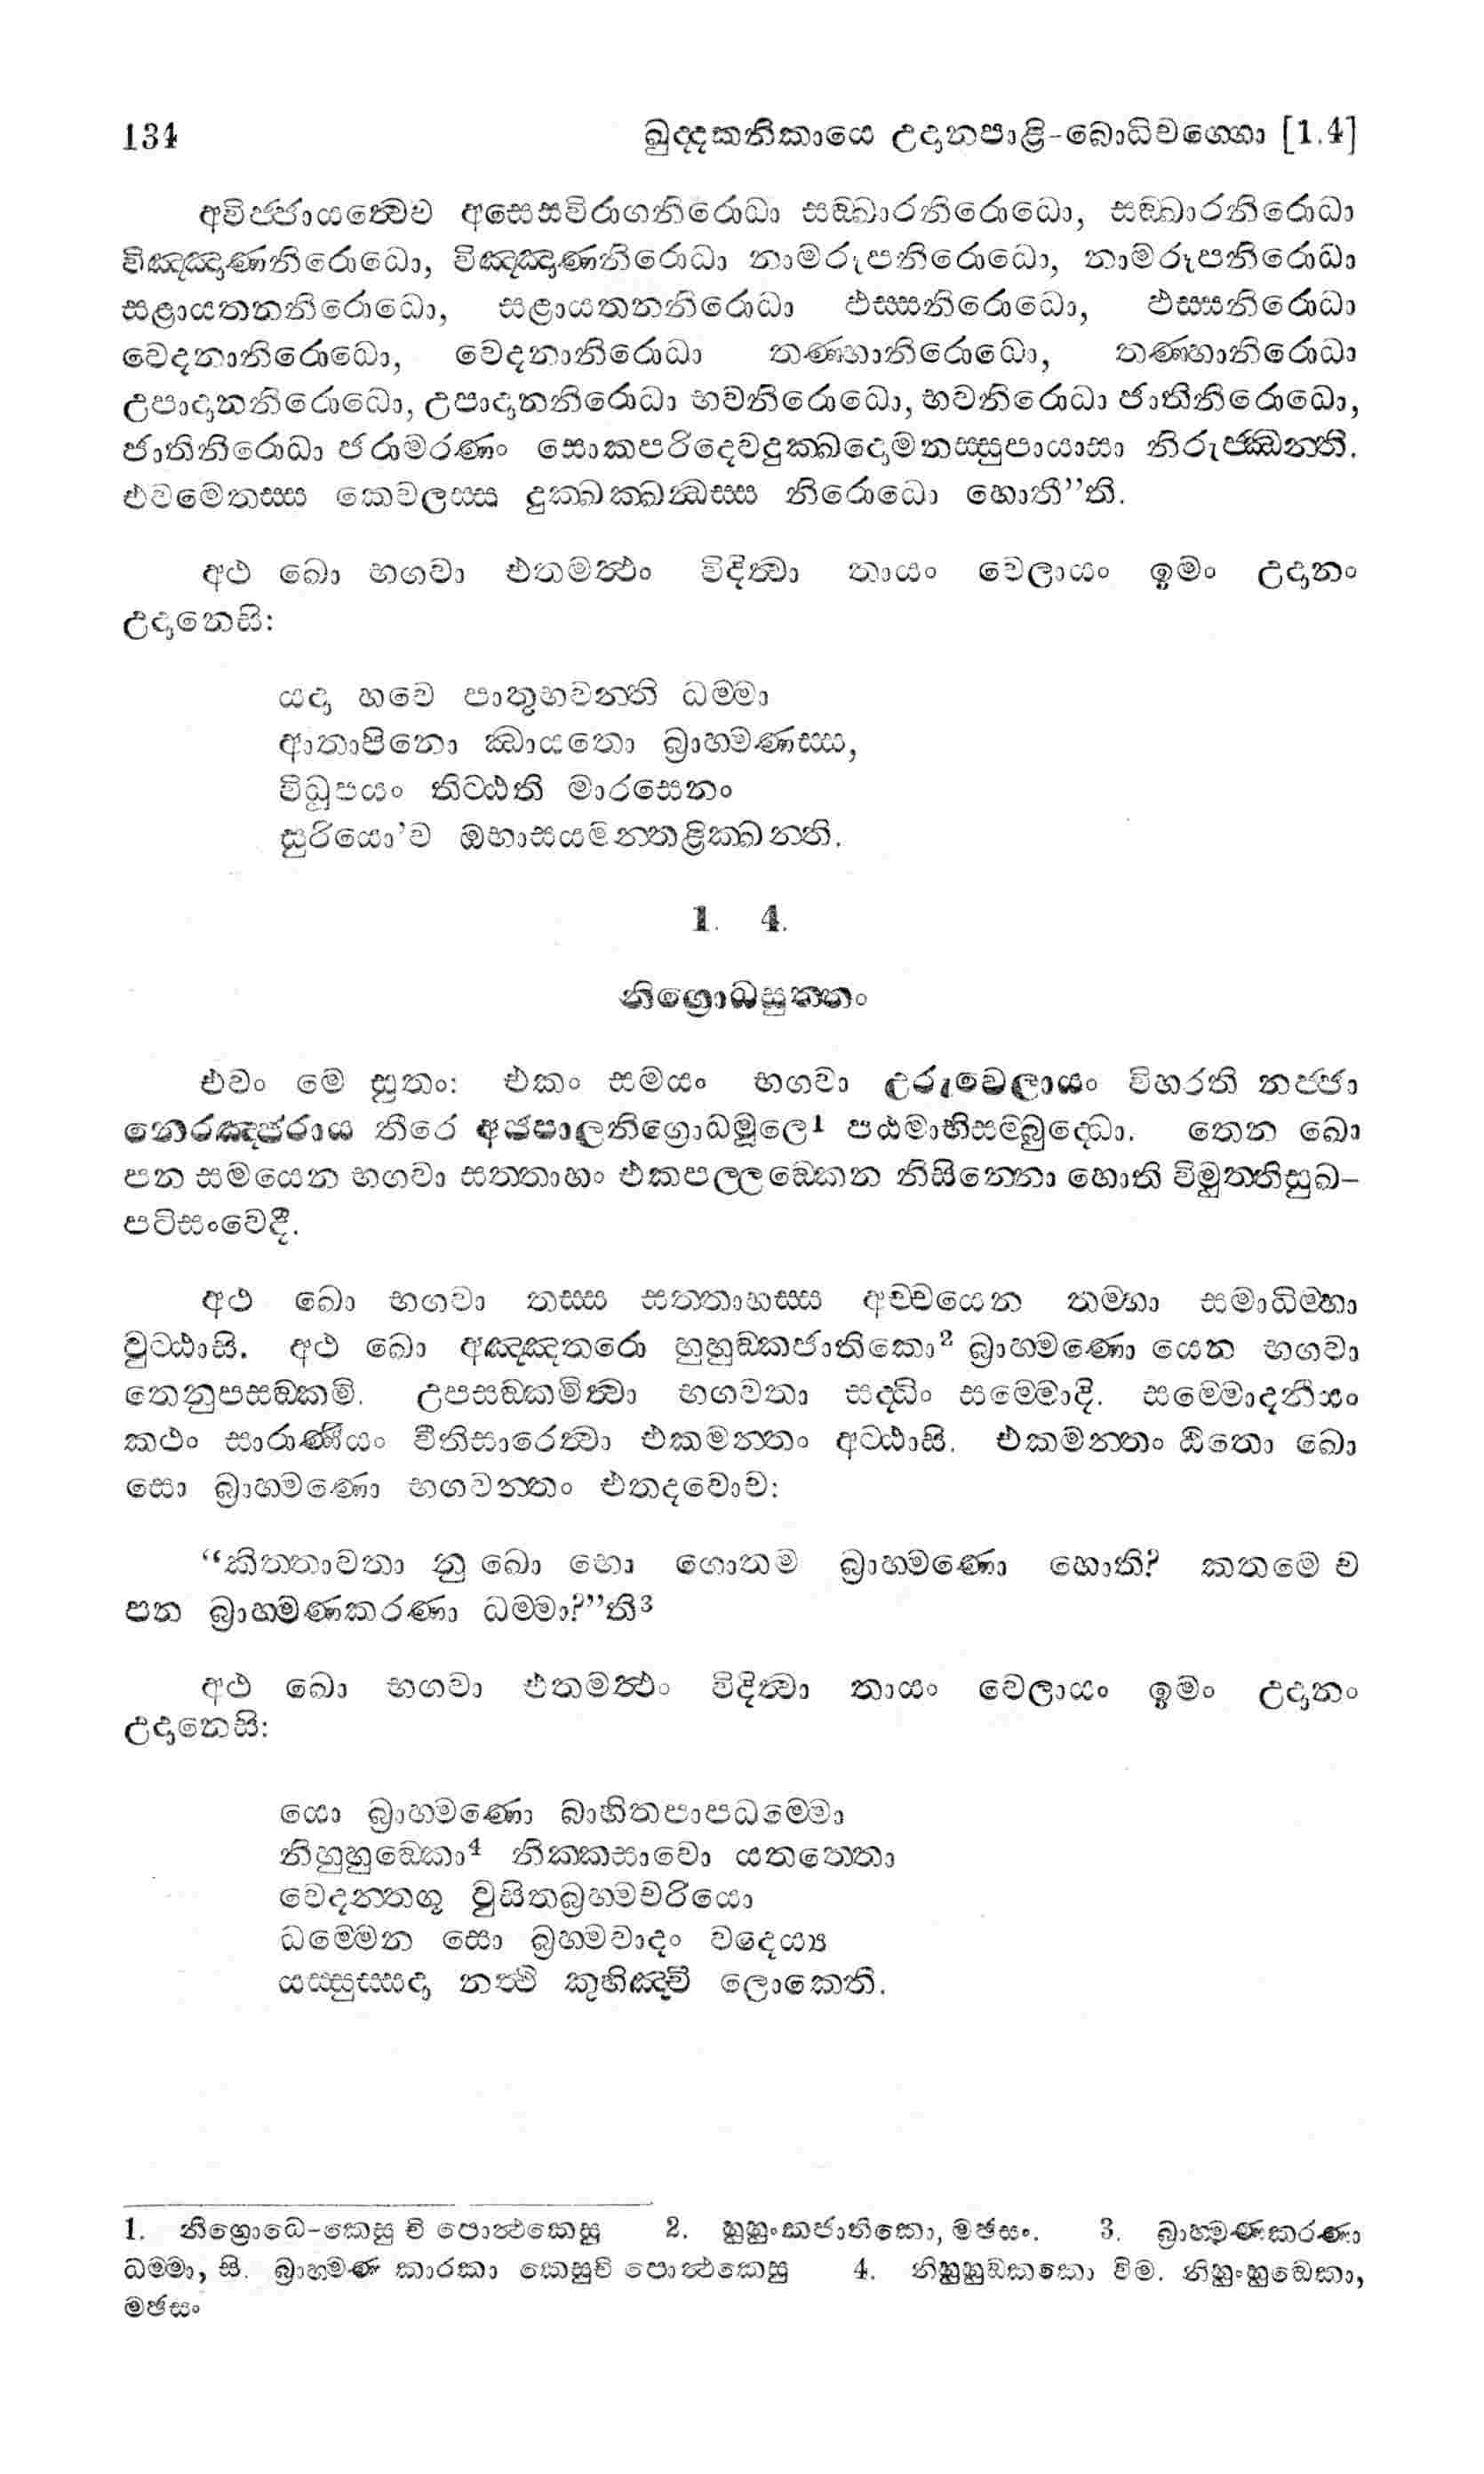 134 ඛුද්දකනිකායෙ උදානපාළි-බොධිවග්ගො [1.4]
අවිජ්ජායත්වෙව අසෙසවිරාගනිරොධා සඞ්ඛාරනිරොධො, සඞ්ඛාරනිරොධා
විඤ්ඤාණනිරොධො, විඤ්ඤාණනිරොධා නාමරූපනිරොධො, නාමරූපනිරොධා
සළායතනනිරොධො, සළායතනනිරොධා ඵස්සනිරොධො, ඵස්සනිරොධා
වෙදනානිරොධො, වෙදනානිරොධා තණ්හානිරොධො, තණ්හානිරොධා
උපාදානනිරොධො, උපාදානනිරොධා භවනිරොධො, භවනිරොධා ජාතිනිරොධො,
ජාතිනිරොධා ජරාමරණං සොකපරිදෙවදුක්ඛදොමනස්සුපායාසා නිරුජ්ඣන්ති.
එවමෙතස්ස කෙවලස්ස දුක්ඛක්ඛන්ධස්ස නිරොධො හොතී”ති.
අථ ඛො භගවා එතමත්ථං විදිත්වා තායං වෙලායං ඉමං උදානං
උදානෙසි:
යදා හවෙ පාතුභවන්ති ධම්මා
ආතාපිනො ඣායතො බ්‍රාහ්මණස්ස,
විධූපයං තිට්ඨති මාරසෙනං
සුරියො’ව ඔභාසයමන්තළික්ඛන්ති.
1. 4.
නිග්‍රොධසුත්තං
එවං මෙ සුතං: එකං සමයං භගවා උරුවෙලායං විහරති නජ්ජා
නෙරඤ්ජරාය තීරෙ අජපාලනිග්‍රොධමූලෙ1 පඨමාභිසම්බුද්ධො. තෙන ඛො
පන සමයෙන භගවා සත්තාහං එකපල්ලඞ්කෙන නිසින්නො හොති විමුත්තිසුඛ-
පටිසංවෙදී.
අථ ඛො භගවා තස්ස සත්තාහස්ස අච්චයෙන තම්හා සමාධිම්හා
වුට්ඨාසි. අථ ඛො අඤ්ඤතරො හුහුඞ්කජාතිකො2 බ්‍රාහ්මණො යෙන භගවා
තෙනුපසඞ්කමි. උපසඞ්කමිත්වා භගවතා සද්ධිං සම්මොදි. සම්මොදනීයං
කථං සාරාණීයං වීතිසාරෙත්වා එකමන්තං අට්ඨාසි. එකමන්තං ඨිතො ඛො
සො බ්‍රාහ්මණො භගවන්තං එතදවොච:
“කිත්තාවතා නු ඛො භො ගොතම බ්‍රාහ්මණො හොති? කතමෙ ච
පන බ්‍රාහ්මණකරණා ධම්මා?”ති3
අථ ඛො භගවා එතමත්ථං විදිත්වා තායං වෙලායං ඉමං උදානං
උදානෙසි:
යො බ්‍රාහ්මණො බාහිතපාපධම්මො
නිහුහුඞ්කො4 නික්කසාවො යතත්තො
වෙදන්තගූ වුසිතබ්‍රහ්මචරියො
ධම්මෙන සො බ්‍රහ්මවාදං වදෙය්‍ය
යස්සුස්සදා නත්ථි කුහිඤ්චි ලොකෙති.
1. නිග්‍රොධෙ-කෙසු චි පොත්ථකෙසු 2. හුහුංකජාතිකො, මඡසං. 3. බ්‍රාහ්මණකරණා
ධම්මා, සි. බ්‍රාහ්මණ කාරකා කෙසුචි පොත්ථකෙසු 4. නිහුහුඞ්කකො විම. නිහුංහුඞ්කො,
මඡසං